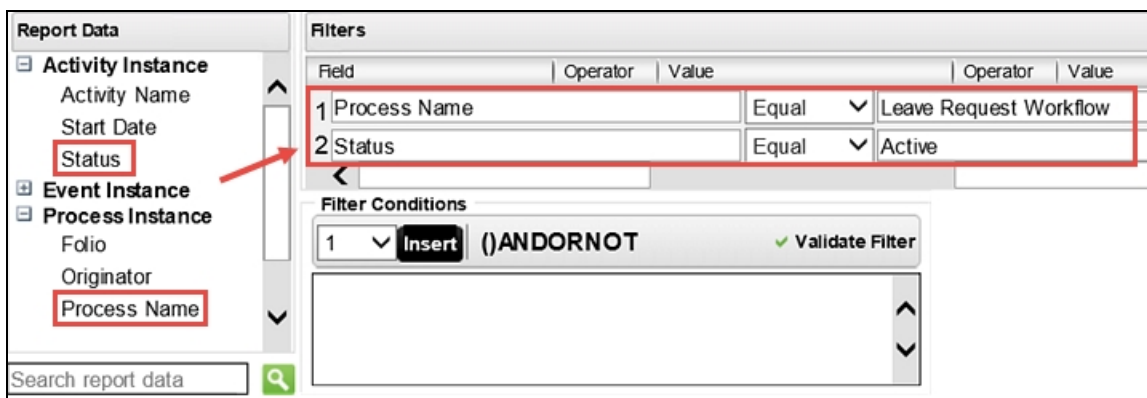 Report Data
Activity Instance
Activity Name
Start Date
Status
Event Instance
Process Instance
Folio
Originator
Process Name
Search report data
Filters
Field Operator Value Operator Value
1 Process Name Equal Leave Request Workflow
2 Status Equal Active
Filter Conditions
1 Insert ()ANDORNOT Validate Filter